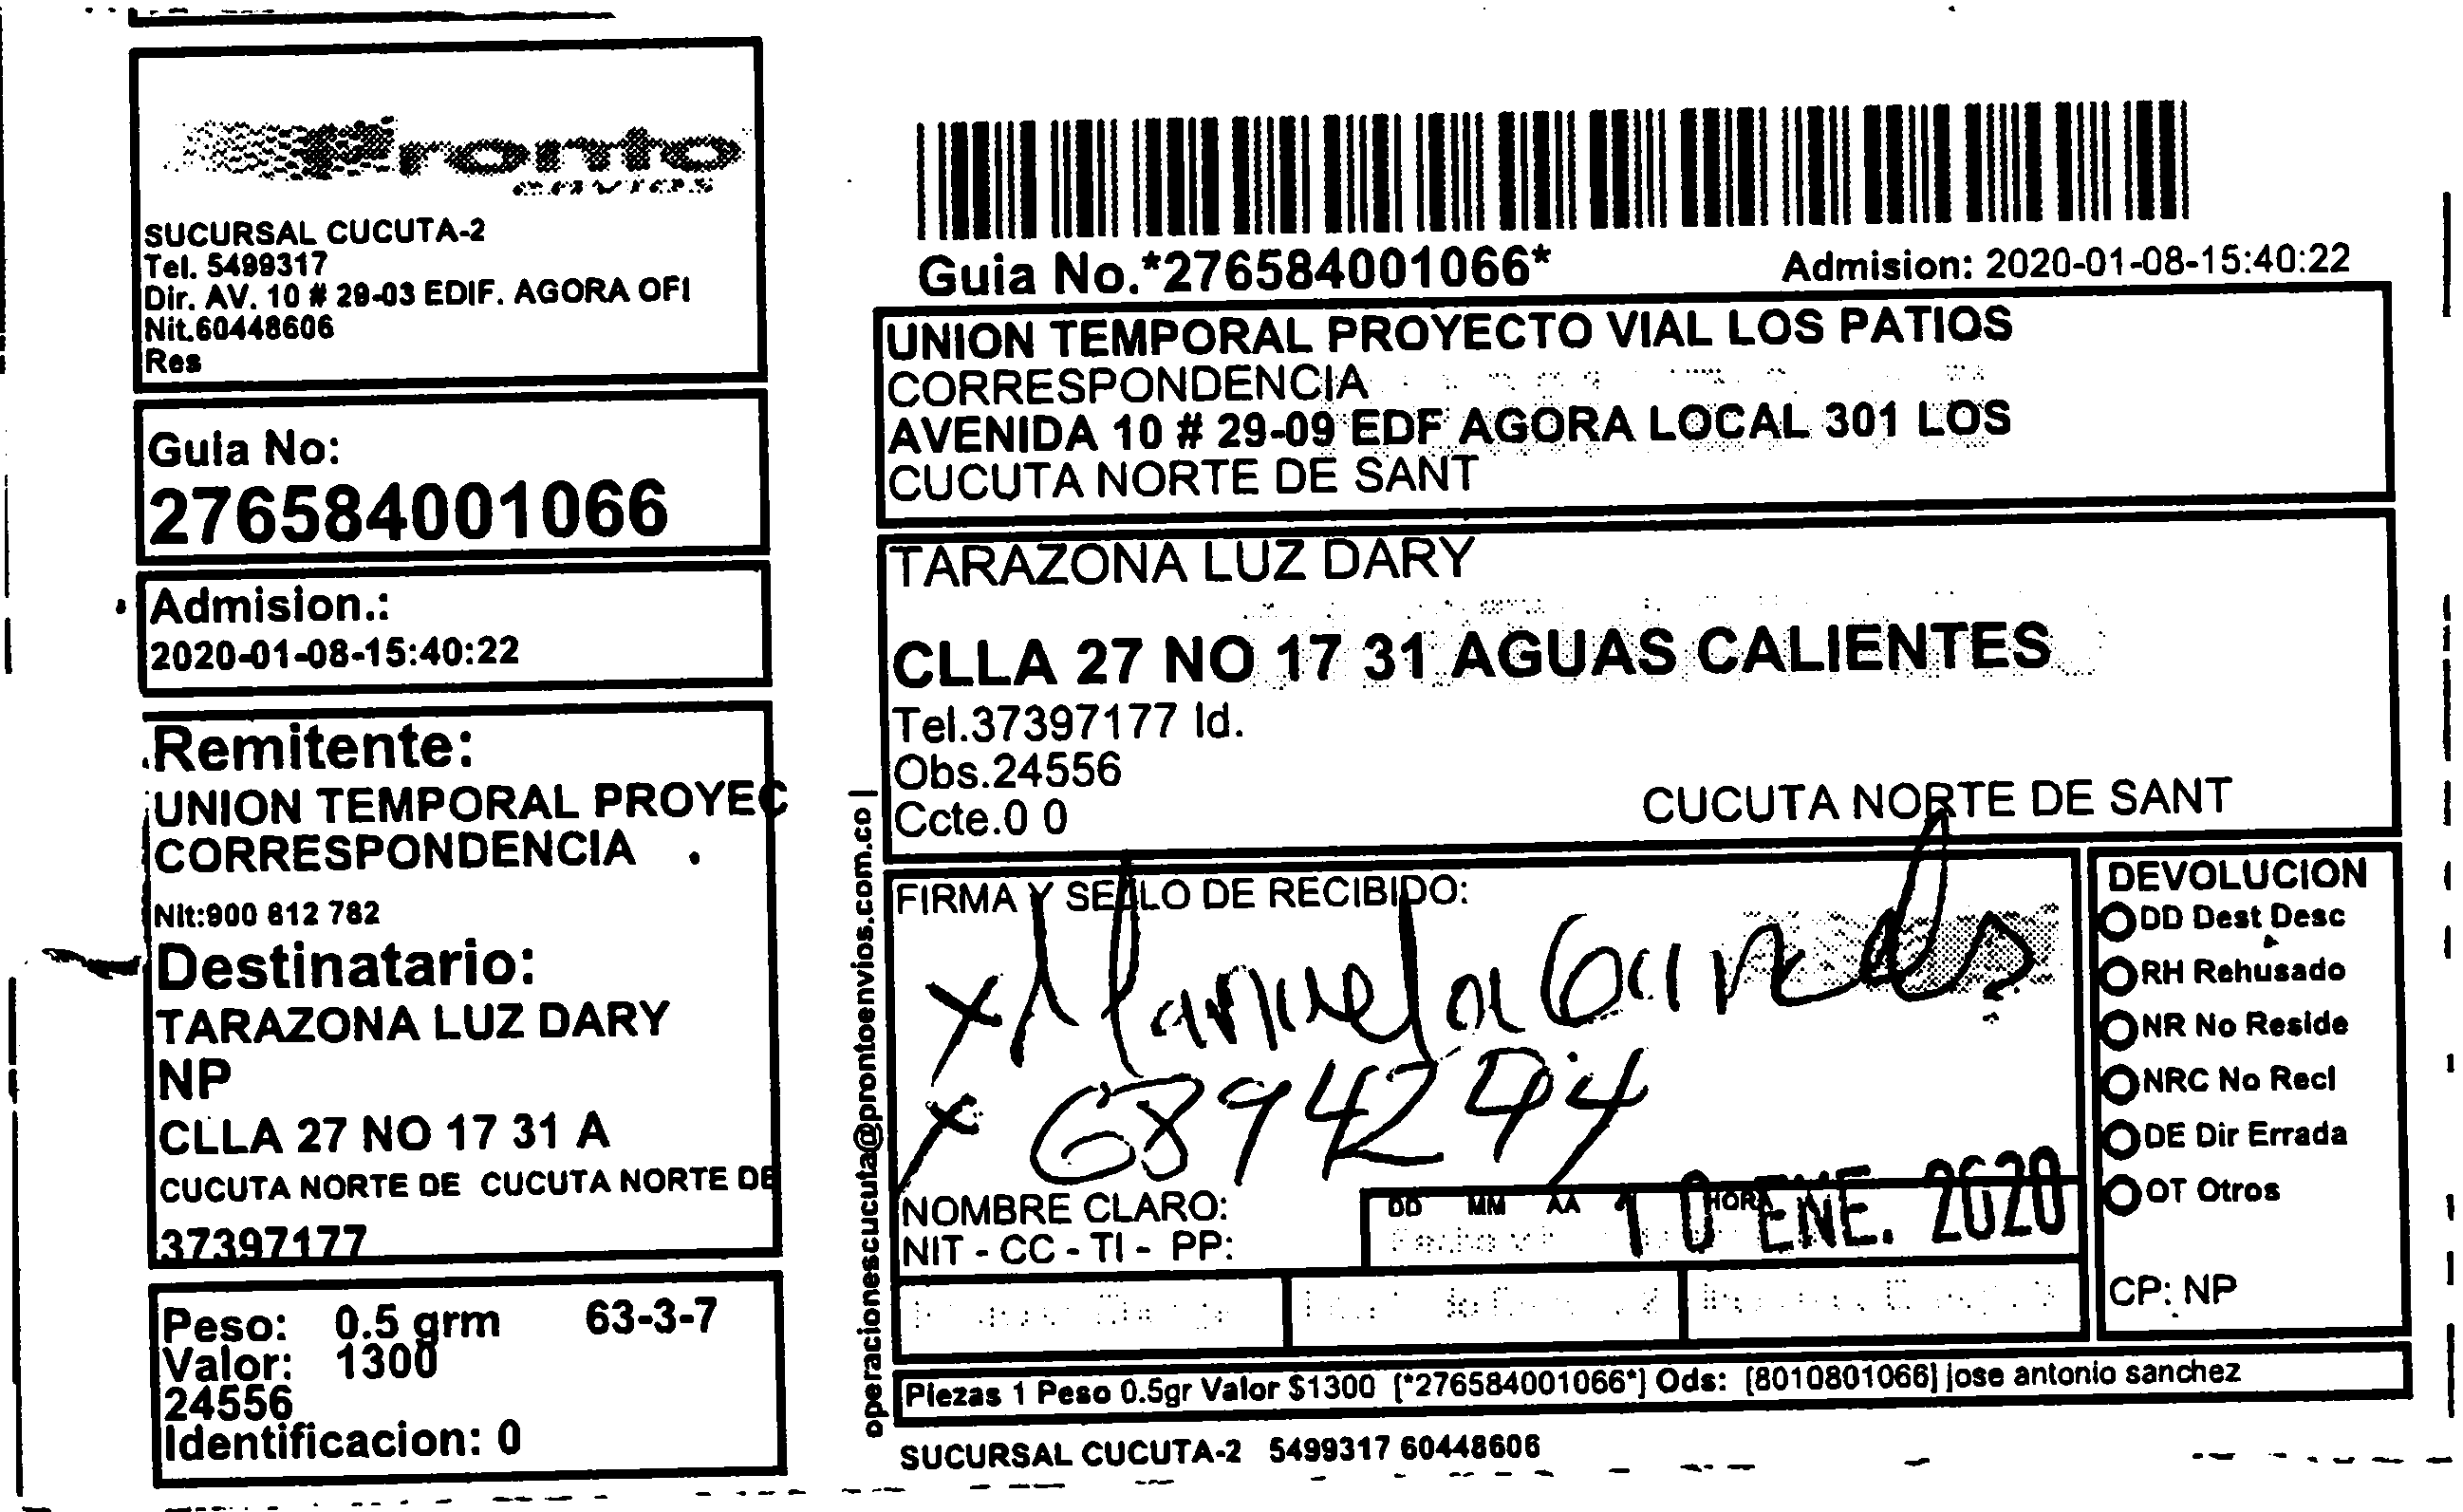 Pronto
envios
SUCURSAL CUCUTA-2
Tel. 5499317
Dir. AV. 10 # 29-03 EDIF. AGORA OFI
Nit.60448606
Res
Guia No:
276584001066
Admision.:
2020-01-08-15:40:22
Remitente:
UNION TEMPORAL PROYEC
CORRESPONDENCIA
Nit:900 812 782
Destinatario:
TARAZONA LUZ DARY
NP
CLLA 27 NO 17 31 A
CUCUTA NORTE DE CUCUTA NORTE DE
37397177
Peso: 0.5 grm 63-3-7
Valor: 1300
24556
Identificacion: 0
Guia No.*276584001066*
Admision: 2020-01-08-15:40:22
UNION TEMPORAL PROYECTO VIAL LOS PATIOS
CORRESPONDENCIA
AVENIDA 10 # 29-09 EDF AGORA LOCAL 301 LOS
CUCUTA NORTE DE SANT
TARAZONA LUZ DARY
CLLA 27 NO 17 31 AGUAS CALIENTES
Tel.37397177 Id.
Obs.24556
Ccte.0 0
CUCUTA NORTE DE SANT
operacionescucuta@prontoenvios.com.co |
FIRMA Y SELLO DE RECIBIDO:
x Manuela
x
NOMBRE CLARO:
NIT - CC - TI - PP:
DD MM AA HORA
10 ENE. 2020
DEVOLUCION
DD Dest Desc
RH Rehusado
NR No Reside
NRC No Recl
DE Dir Errada
OT Otros
CP: NP
Piezas 1 Peso 0.5gr Valor $1300 [*276584001066*] Ods: [8010801066] jose antonio sanchez
SUCURSAL CUCUTA-2 5499317 60448606